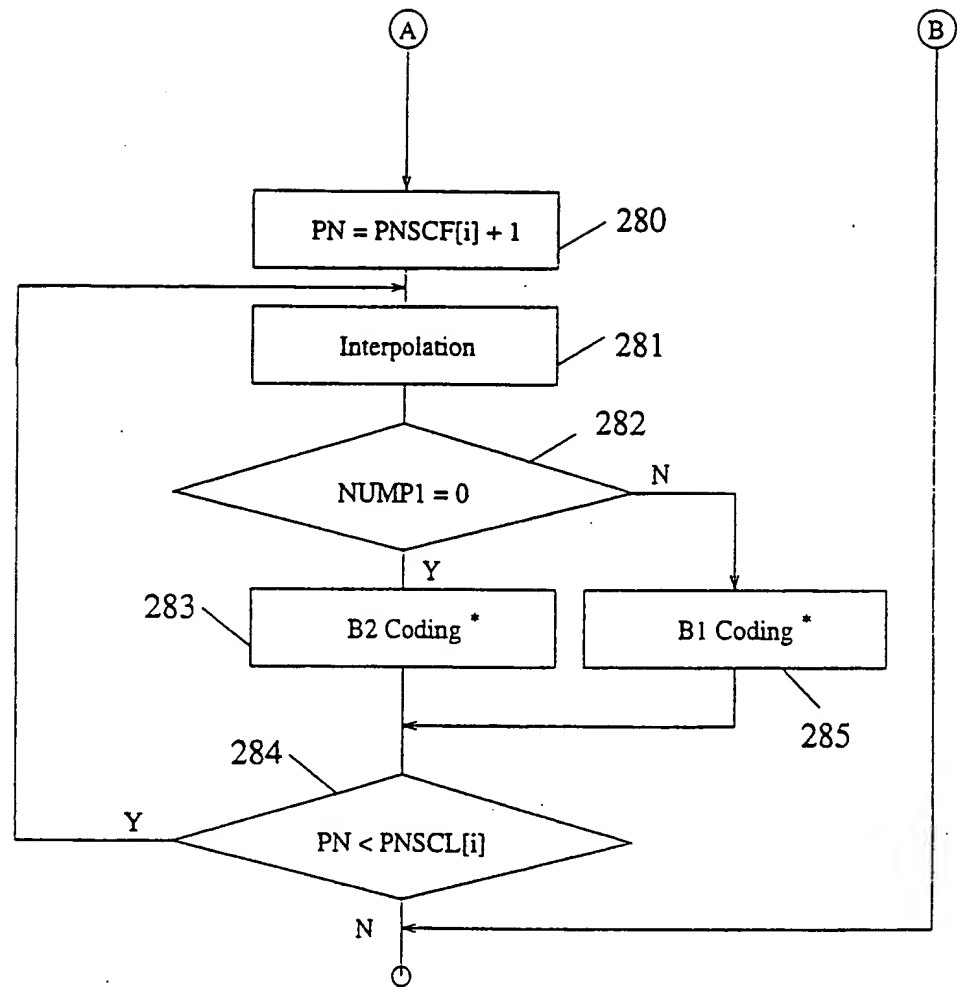 A
B
PN = PNSCF[i] + 1
280
Interpolation
281
282
NUMP1 = 0
N
Y
283
B2 Coding *
B1 Coding *
285
284
Y
PN < PNSCL[i]
N